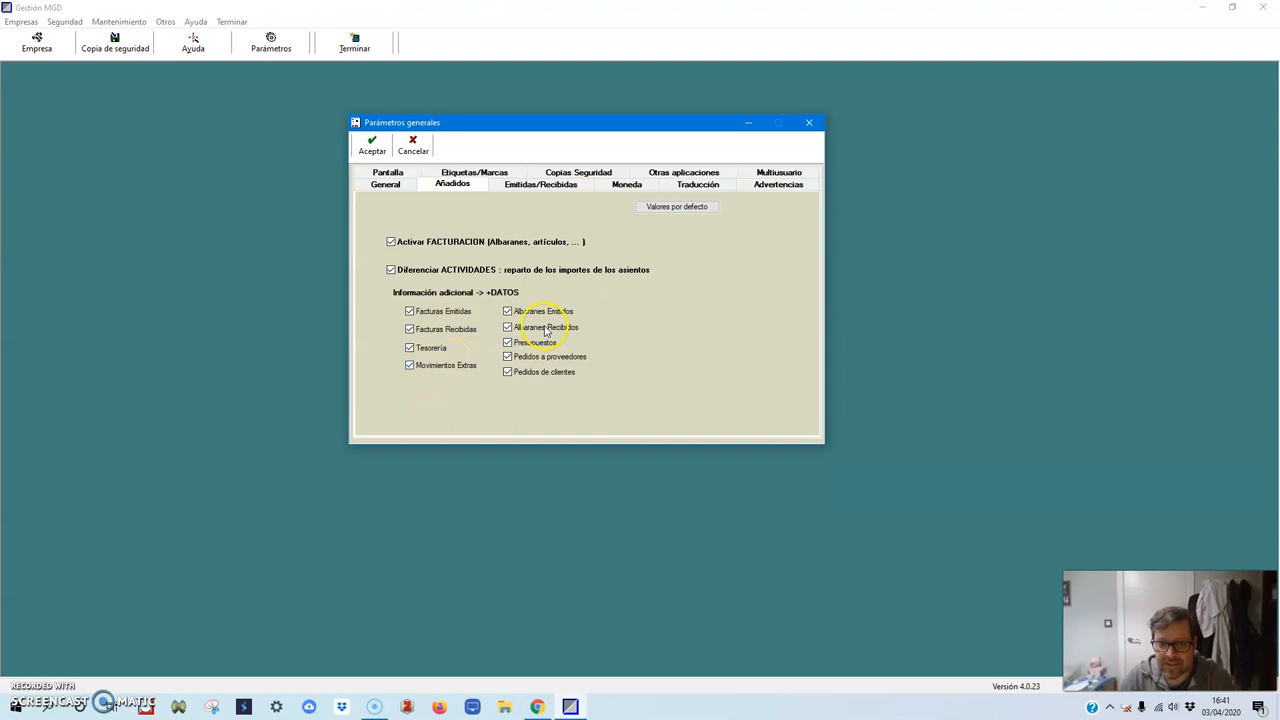 Gestión MGD
Empresas Seguridad Mantenimiento Otros Ayuda Terminar
Empresa Copia de seguridad Ayuda Parámetros Terminar
Parámetros generales
Aceptar Cancelar
Pantalla Etiquetas/Marcas Copias Seguridad Otras aplicaciones Multiusuario
General Añadidos Emitidas/Recibidas Moneda Traducción Advertencias
Valores por defecto
Activar FACTURACION (Albaranes, artículos, ... )
Diferenciar ACTIVIDADES : reparto de los importes de los asientos
Información adicional -> +DATOS
Facturas Emitidas Albaranes Emitidos
Facturas Recibidas Albaranes Recibidos
Tesorería Presupuestos
Movimientos Extras Pedidos a proveedores
Pedidos de clientes
Versión 4.0.23
RECORDED WITH
SCREENCAST MATIC
16:41
03/04/2020